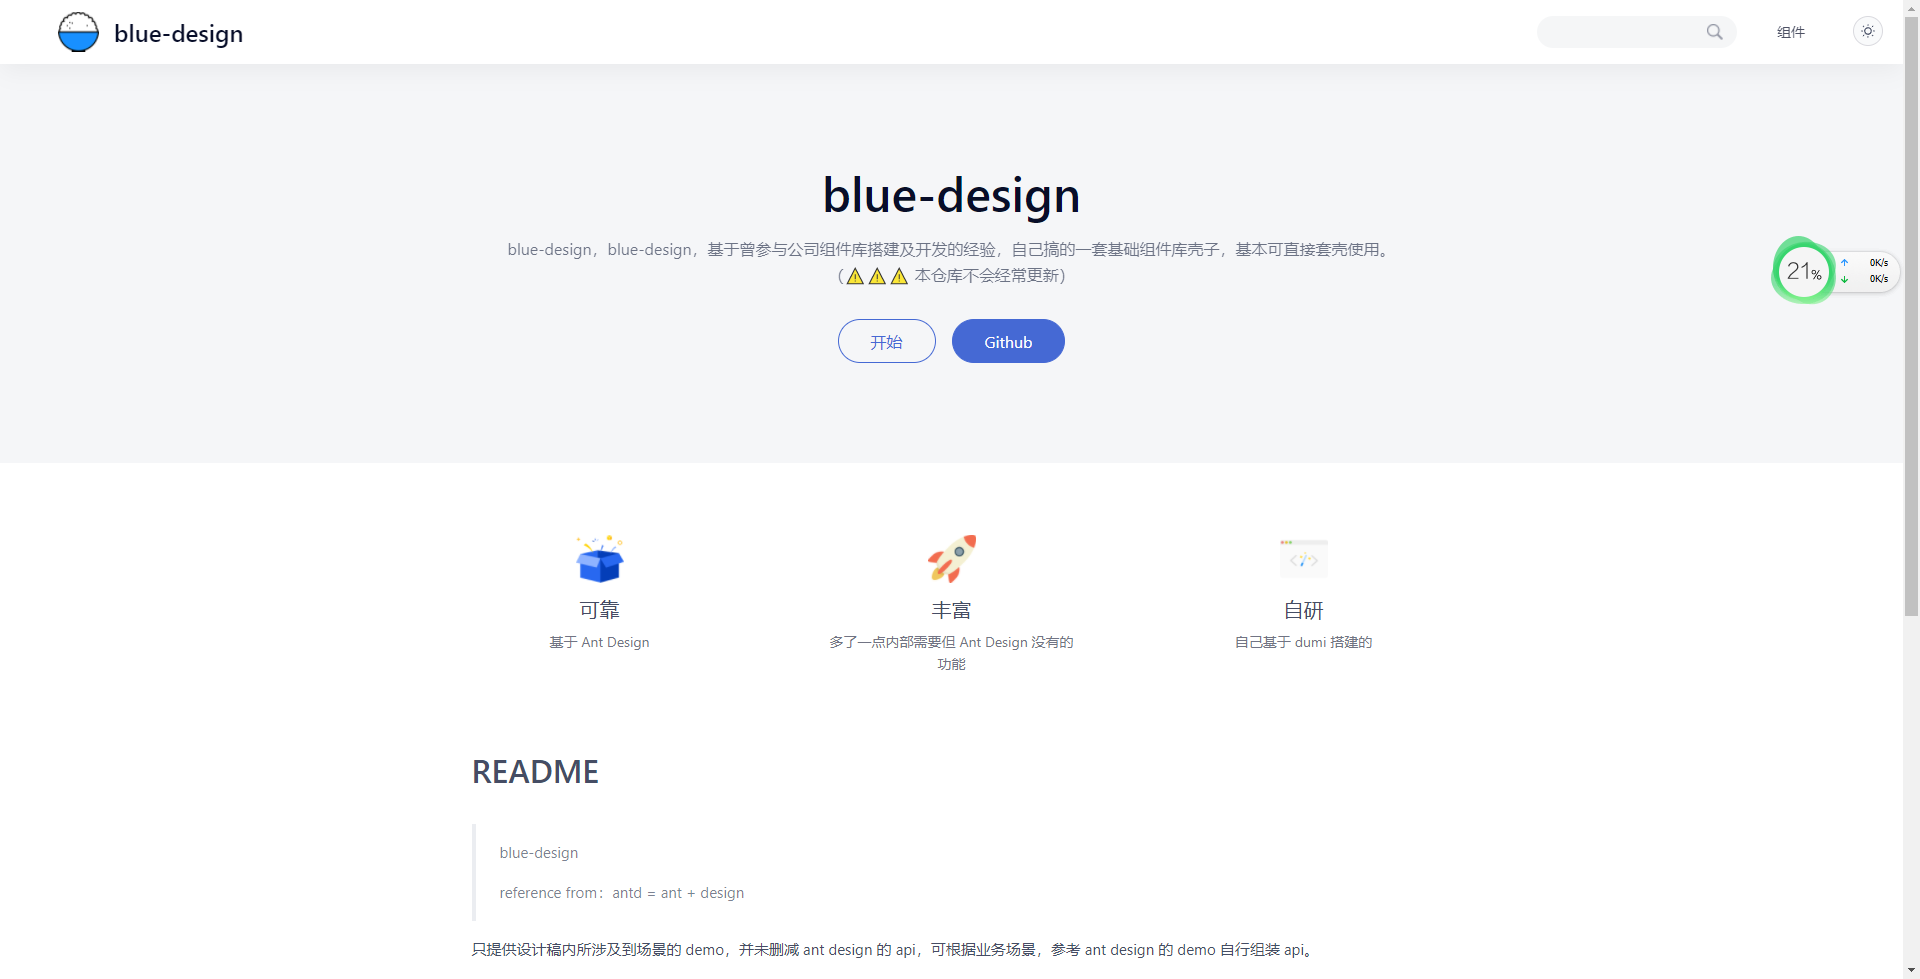 blue-design
组件
blue-design
blue-design，blue-design，基于曾参与公司组件库搭建及开发的经验，自己搞的一套基础组件库壳子，基本可直接套壳使用。
（⚠⚠⚠ 本仓库不会经常更新）
21%
0K/s
0K/s
开始
Github
可靠
基于 Ant Design
丰富
多了一点内部需要但 Ant Design 没有的
功能
自研
自己基于 dumi 搭建的
README
blue-design
reference from：antd = ant + design
只提供设计稿内所涉及到场景的 demo，并未删减 ant design 的 api，可根据业务场景，参考 ant design 的 demo 自行组装 api。